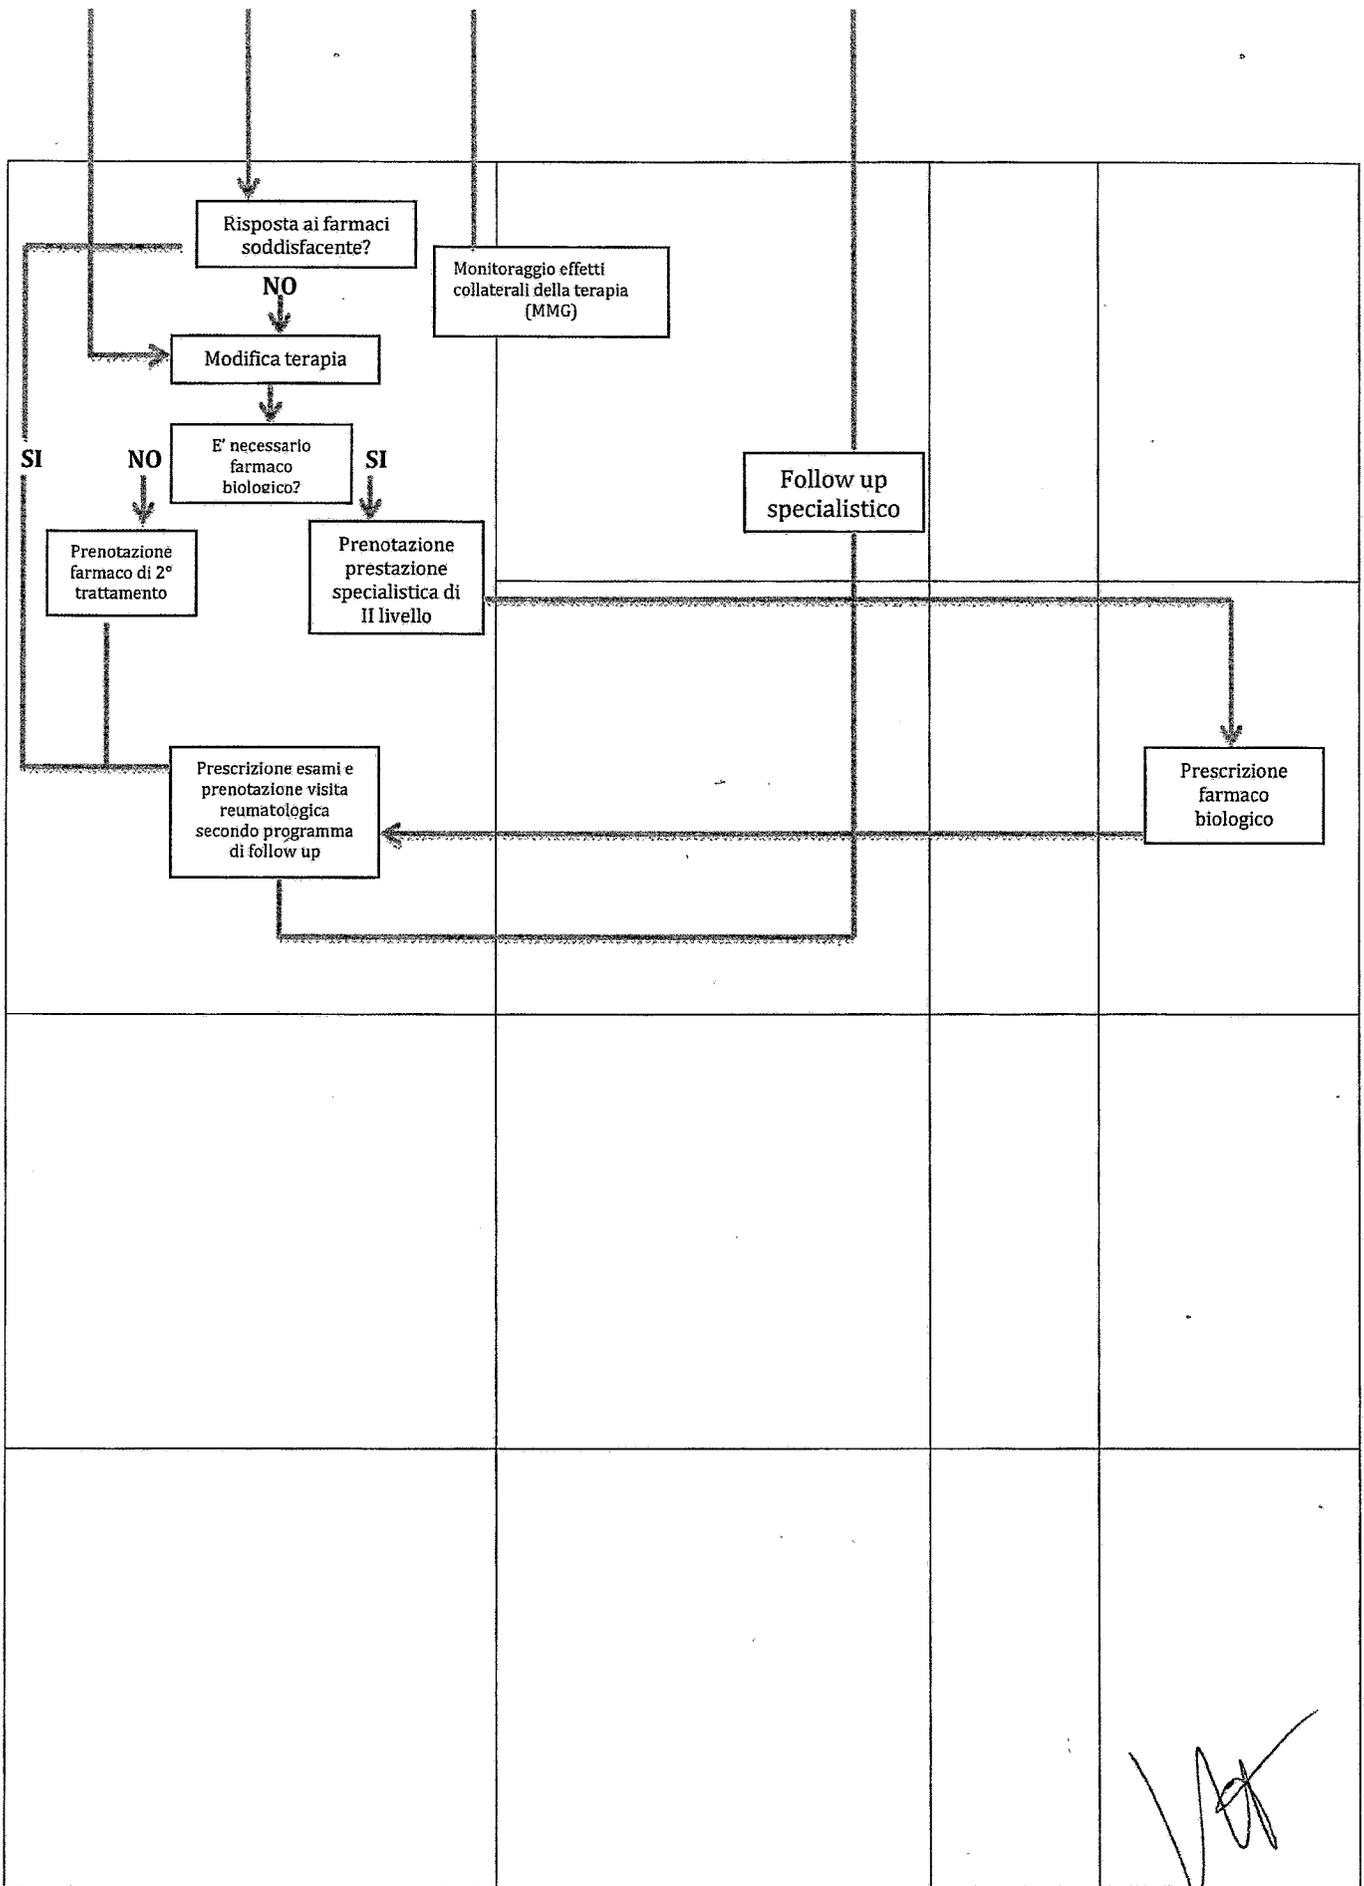 Risposta ai farmaci
soddisfacente?
NO
Monitoraggio effetti
collaterali della terapia
(MMG)
Modifica terapia
SI
NO
E' necessario
farmaco
biologico?
SI
Follow up
specialistico
Prenotazione
farmaco di 2°
trattamento
Prenotazione
prestazione
specialistica di
II livello
Prescrizione esami e
prenotazione visita
reumatologica
secondo programma
di follow up
Prescrizione
farmaco
biologico